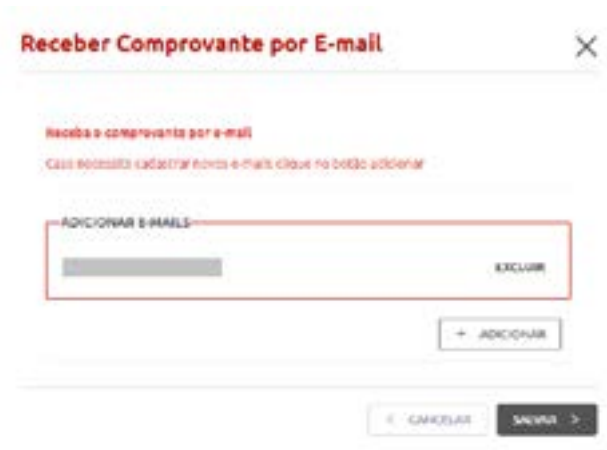 Receber Comprovante por E-mail
Receba o comprovante por e-mail
Caso necessite cadastrar novos e-mails clique no botão adicionar
ADICIONAR E-MAILS
EXCLUIR
+ ADICIONAR
< CANCELAR
SALVAR >